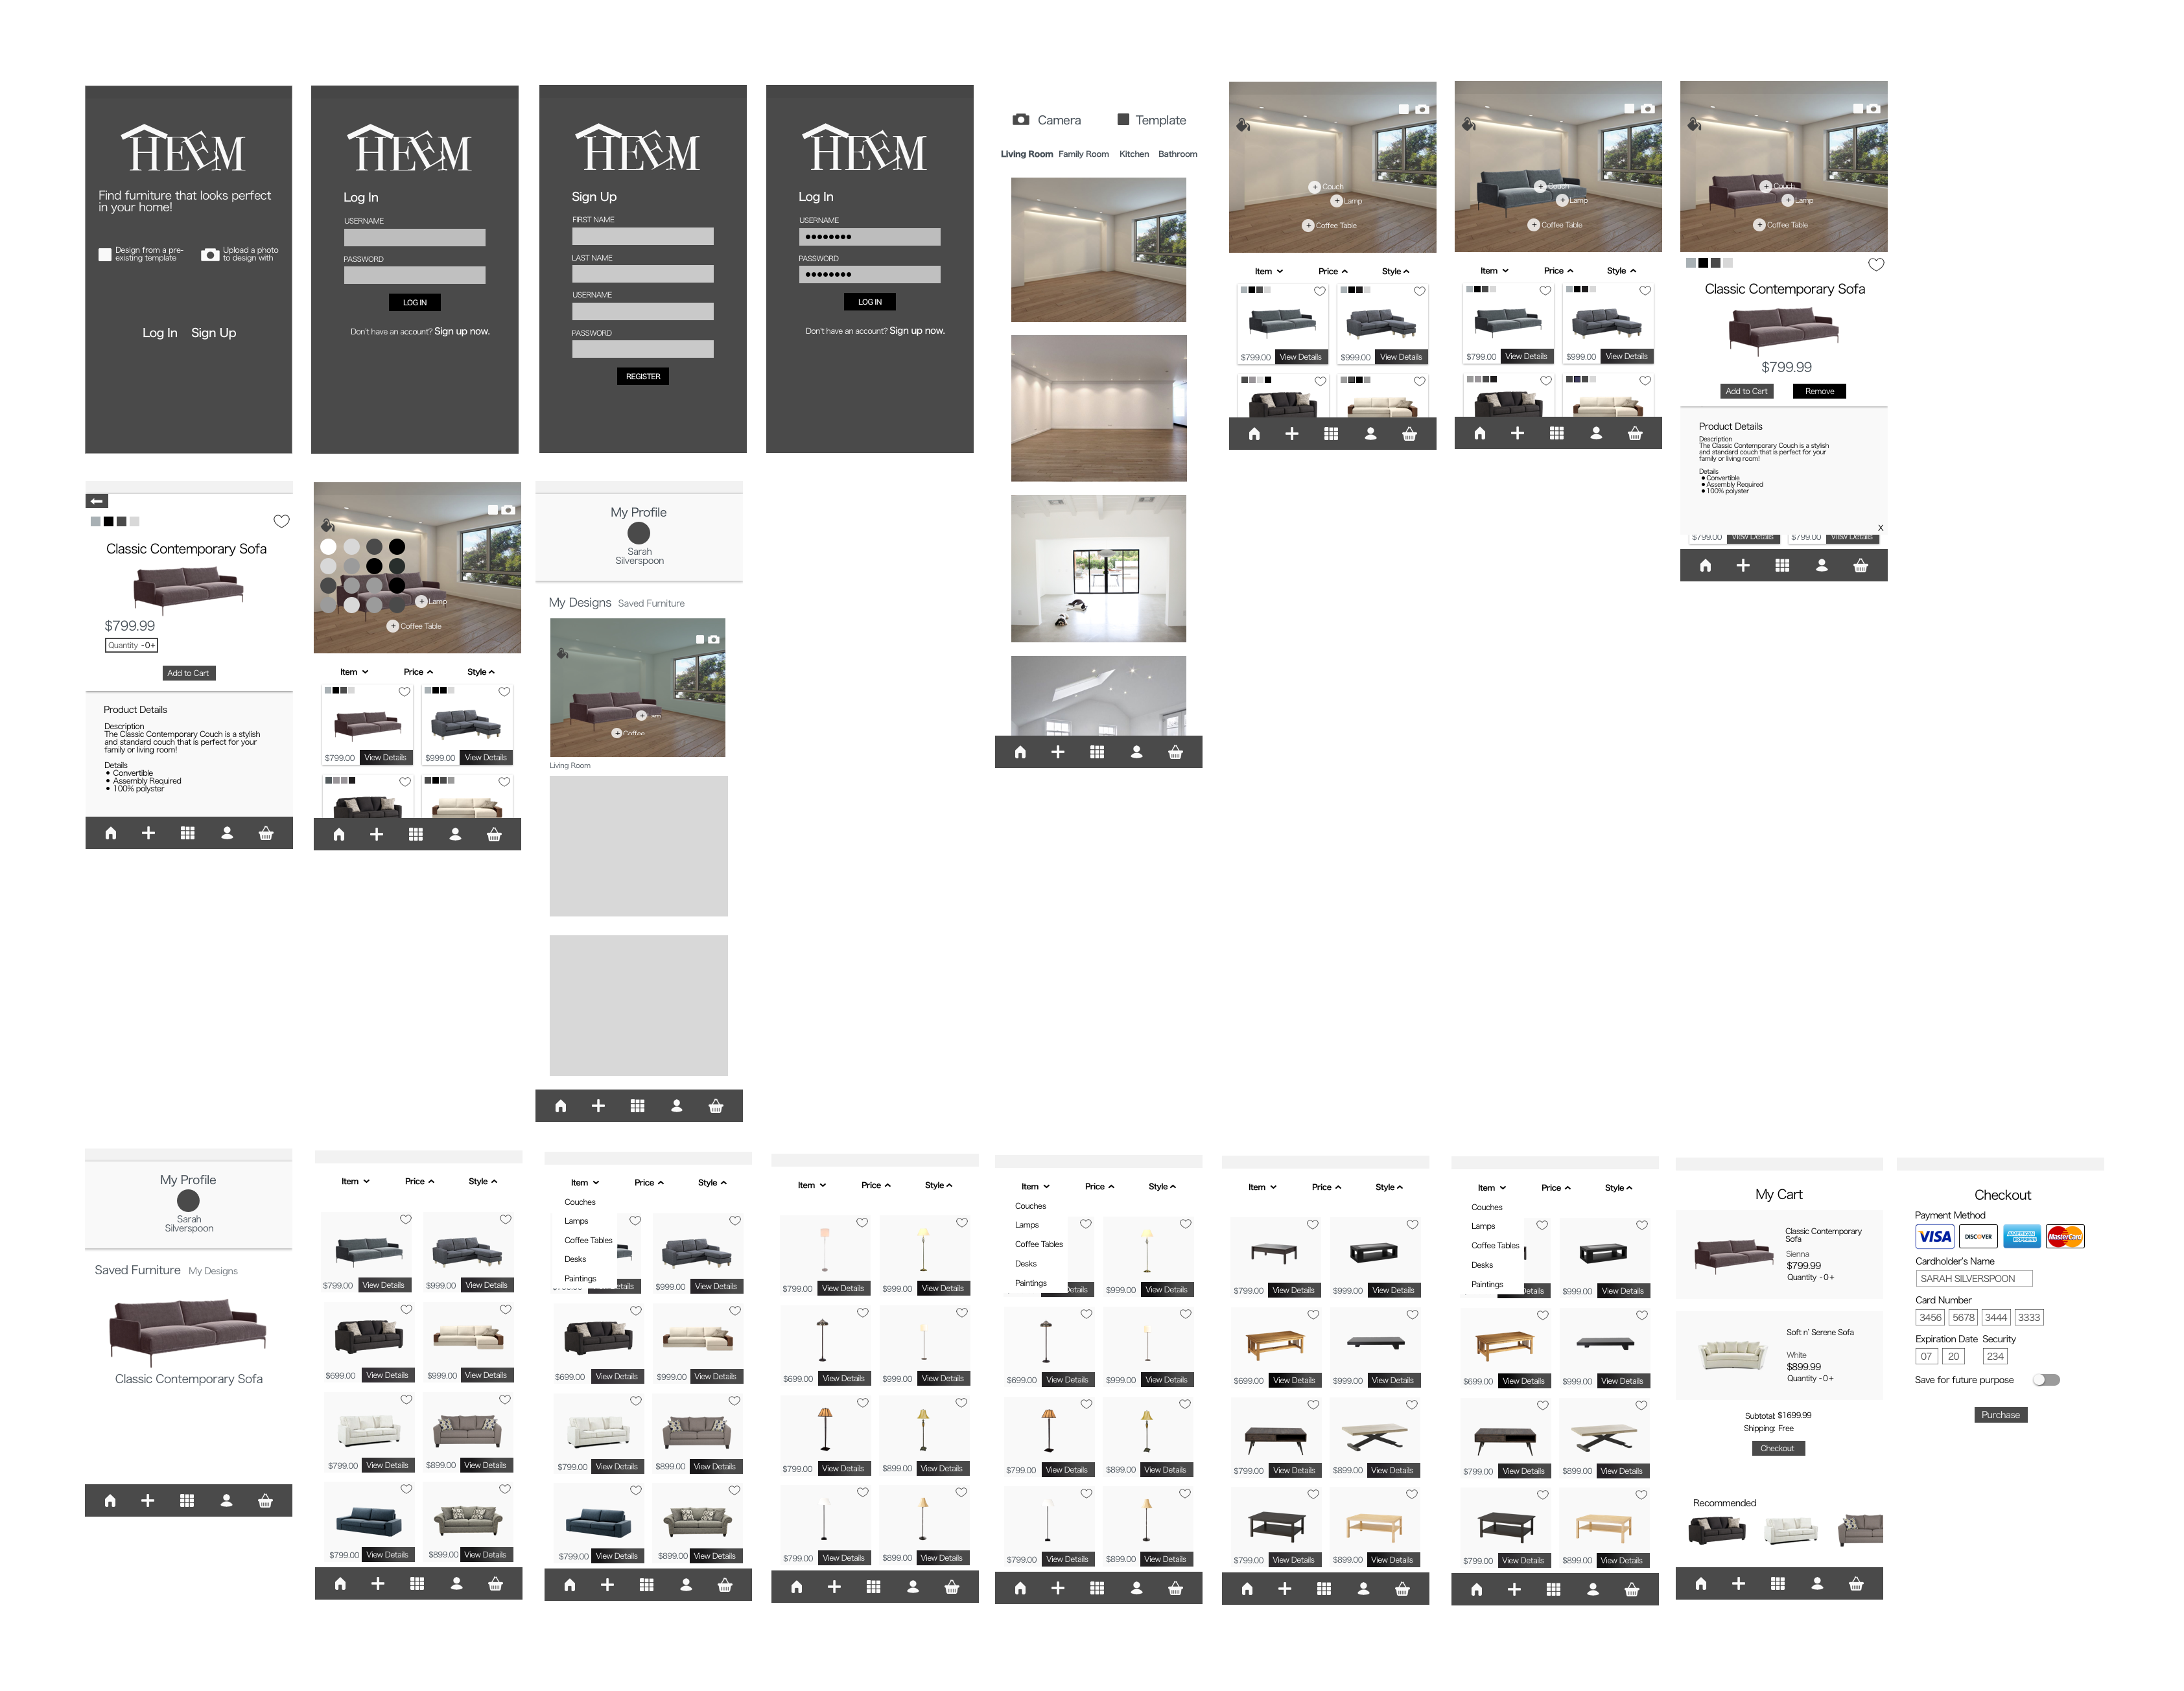 HEEM
Find furniture that looks perfect
in your home!
Design from a pre-
existing template
Upload a photo
to design with
Log In Sign Up
HEEM
Log In
USERNAME
PASSWORD
LOG IN
Don't have an account? Sign up now.
HEEM
Sign Up
FIRST NAME
LAST NAME
USERNAME
PASSWORD
REGISTER
HEEM
Log In
USERNAME
PASSWORD
LOG IN
Don't have an account? Sign up now.
Camera Template
Living Room Family Room Kitchen Bathroom
Couch
Lamp
Coffee Table
Item Price Style
$799.00 View Details $999.00 View Details
Couch
Lamp
Coffee Table
Item Price Style
$799.00 View Details $999.00 View Details
Couch
Lamp
Coffee Table
Classic Contemporary Sofa
$799.99
Add to Cart Remove
Product Details
Description
The Classic Contemporary Couch is a stylish
and standard couch that is perfect for your
family or living room!
Details
• Convertible
• Assembly Required
• 100% polyster
X
$799.00 View Details $799.00 View Details
Classic Contemporary Sofa
$799.99
Quantity -0+
Add to Cart
Product Details
Description
The Classic Contemporary Couch is a stylish
and standard couch that is perfect for your
family or living room!
Details
• Convertible
• Assembly Required
• 100% polyster
Lamp
Coffee Table
Item Price Style
$799.00 View Details $999.00 View Details
My Profile
Sarah
Silverspoon
My Designs Saved Furniture
Coffee
Living Room
My Profile
Sarah
Silverspoon
Saved Furniture My Designs
Classic Contemporary Sofa
Item Price Style
$799.00 View Details $999.00 View Details
$699.00 View Details $999.00 View Details
$799.00 View Details $899.00 View Details
$799.00 View Details $899.00 View Details
Item Price Style
Couches
Lamps
Coffee Tables
Desks
Paintings
$999.00 View Details
$699.00 View Details $999.00 View Details
$799.00 View Details $899.00 View Details
$799.00 View Details $899.00 View Details
Item Price Style
$799.00 View Details $999.00 View Details
$699.00 View Details $999.00 View Details
$799.00 View Details $899.00 View Details
$799.00 View Details $899.00 View Details
Item Price Style
Couches
Lamps
Coffee Tables
Desks
Paintings
$999.00 View Details
$699.00 View Details $999.00 View Details
$799.00 View Details $899.00 View Details
$799.00 View Details $899.00 View Details
Item Price Style
$799.00 View Details $999.00 View Details
$699.00 View Details $999.00 View Details
$799.00 View Details $899.00 View Details
$799.00 View Details $899.00 View Details
Item Price Style
Couches
Lamps
Coffee Tables
Desks
Paintings
$999.00 View Details
$699.00 View Details $999.00 View Details
$799.00 View Details $899.00 View Details
$799.00 View Details $899.00 View Details
My Cart
Classic Contemporary
Sofa
Sienna
$799.99
Quantity -0+
Soft n' Serene Sofa
White
$899.99
Quantity -0+
Subtotal: $1699.99
Shipping: Free
Checkout
Recommended
Checkout
Payment Method
VISA DISCOVER AMERICAN EXPRESS MasterCard
Cardholder's Name
SARAH SILVERSPOON
Card Number
3456 5678 3444 3333
Expiration Date Security
07 20 234
Save for future purpose
Purchase